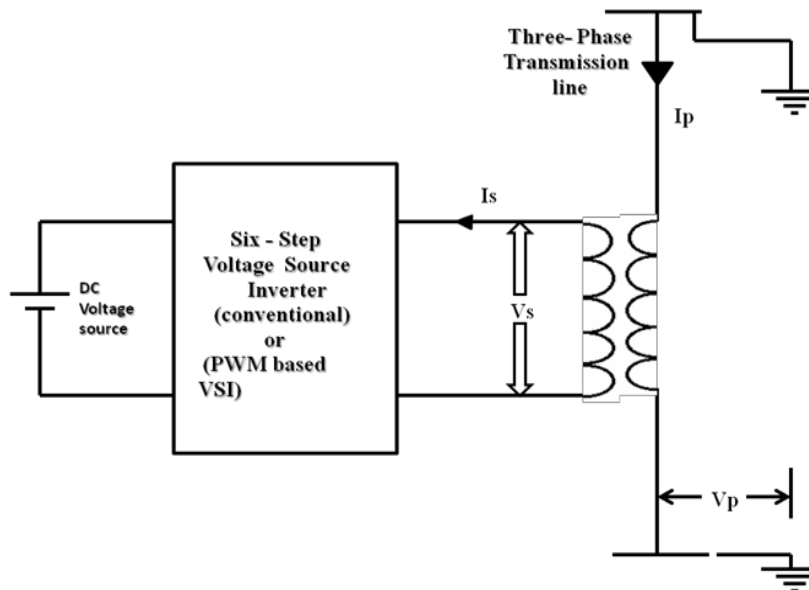 Three- Phase
Transmission
line
Ip
Is
Six - Step
Voltage Source
Inverter
(conventional)
or
(PWM based
VSI)
DC
Voltage
source
Vs
Vp